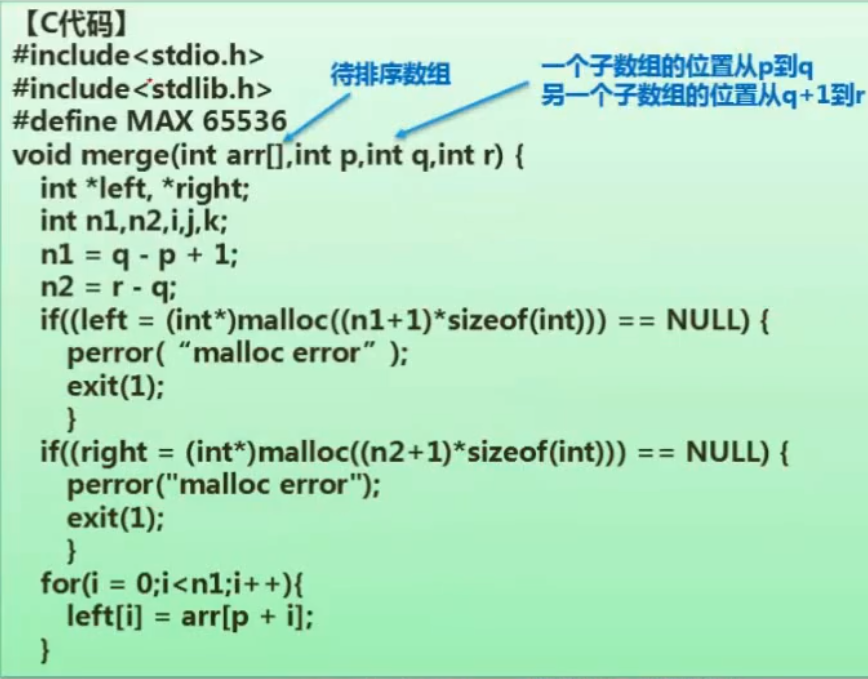 【C代码】
#include<stdio.h>
#include<stdlib.h>
#define MAX 65536
待排序数组
一个子数组的位置从p到q
另一个子数组的位置从q+1到r
void merge(int arr[],int p,int q,int r) {
int *left, *right;
int n1,n2,i,j,k;
n1 = q - p + 1;
n2 = r - q;
if((left = (int*)malloc((n1+1)*sizeof(int))) == NULL) {
perror( “malloc error” );
exit(1);
}
if((right = (int*)malloc((n2+1)*sizeof(int))) == NULL) {
perror("malloc error");
exit(1);
}
for(i = 0;i<n1;i++){
left[i] = arr[p + i];
}